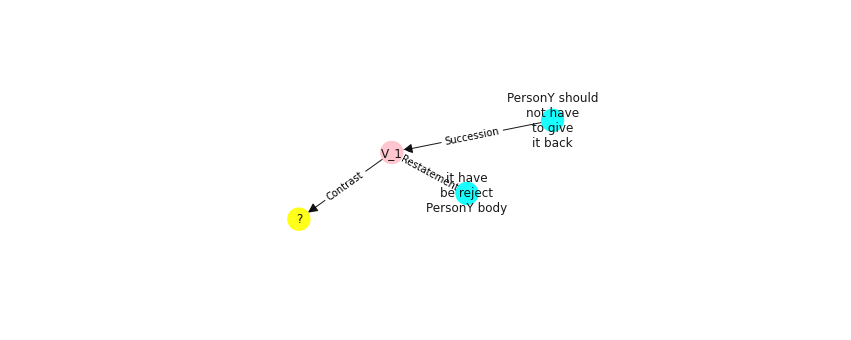 PersonY should
not have
to give
it back
Succession
V_1
Restatement
it have
be reject
PersonY body
Contrast
?